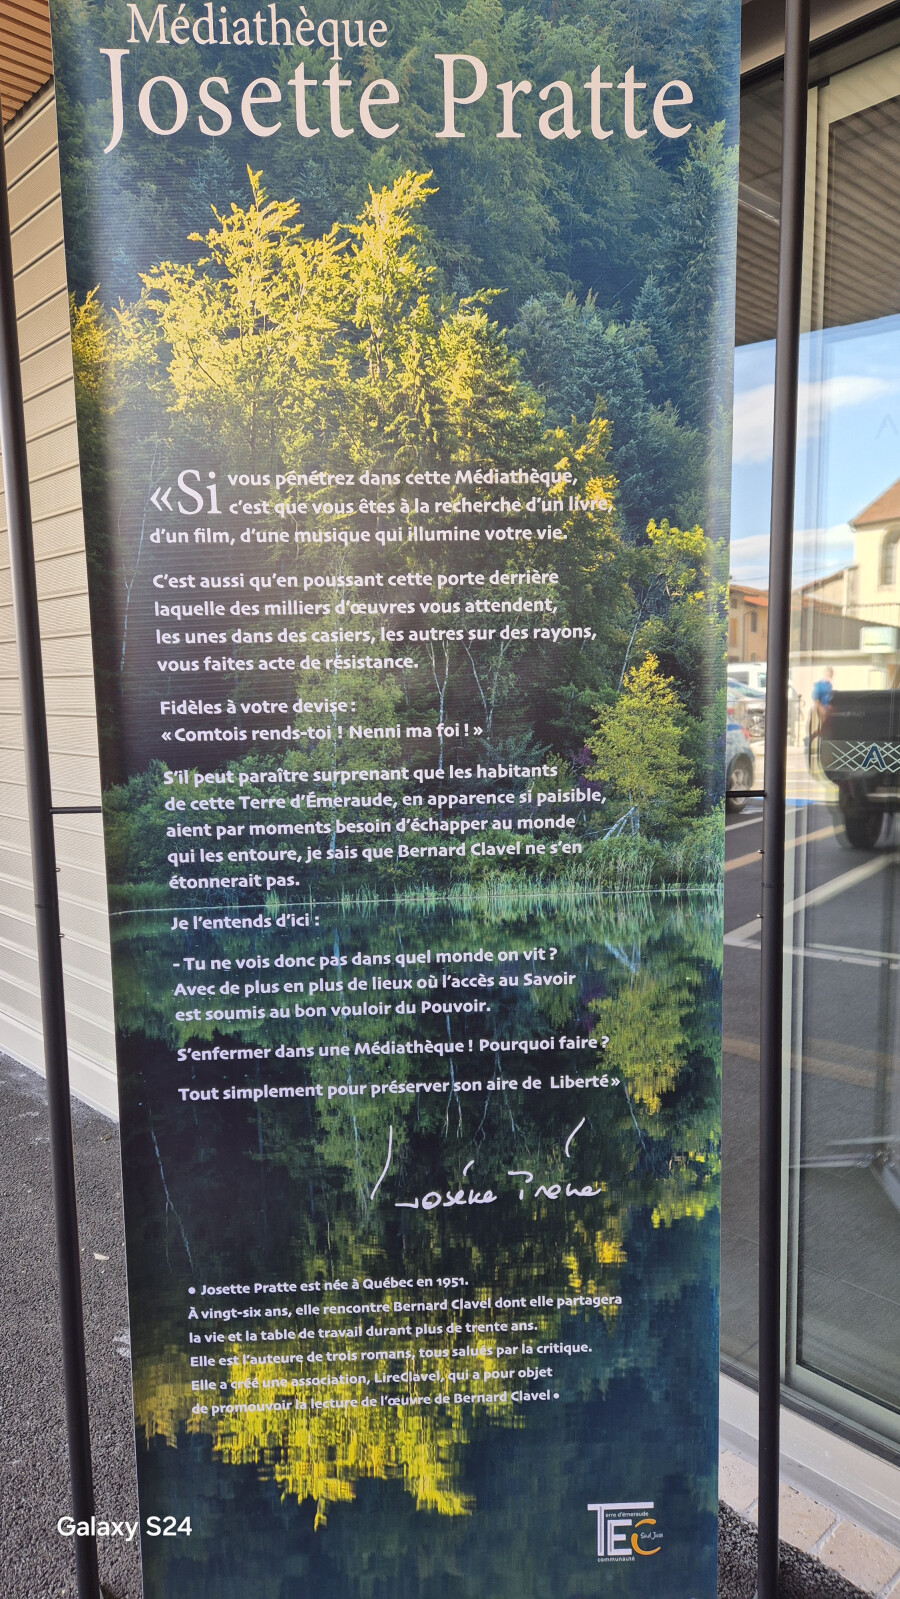 Médiathèque
Josette Pratte
«Si vous pénétrez dans cette Médiathèque,
c'est que vous êtes à la recherche d'un livre,
d'un film, d'une musique qui illumine votre vie.
C'est aussi qu'en poussant cette porte derrière
laquelle des milliers d'œuvres vous attendent,
les unes dans des casiers, les autres sur des rayons,
vous faites acte de résistance.
Fidèles à votre devise :
« Comtois rends-toi ! Nenni ma foi ! »
S'il peut paraître surprenant que les habitants
de cette Terre d'Émeraude, en apparence si paisible,
aient par moments besoin d'échapper au monde
qui les entoure, je sais que Bernard Clavel ne s'en
étonnerait pas.
Je l'entends d'ici :
- Tu ne vois donc pas dans quel monde on vit ?
Avec de plus en plus de lieux où l'accès au Savoir
est soumis au bon vouloir du Pouvoir.
S'enfermer dans une Médiathèque ! Pourquoi faire ?
Tout simplement pour préserver son aire de Liberté »
Josette Pratte
• Josette Pratte est née à Québec en 1951.
À vingt-six ans, elle rencontre Bernard Clavel dont elle partagera
la vie et la table de travail durant plus de trente ans.
Elle est l'auteure de trois romans, tous salués par la critique.
Elle a créé une association, LireClavel, qui a pour objet
de promouvoir la lecture de l'œuvre de Bernard Clavel •
Terre d'émeraude
TEC
communauté
Galaxy S24